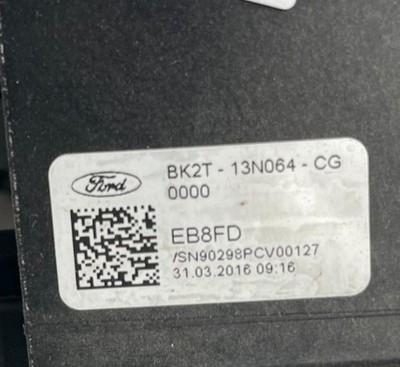 Ford
BK2T - 13N064 - CG
0000
EB8FD
/SN90298PCV00127
31.03.2016 09:16